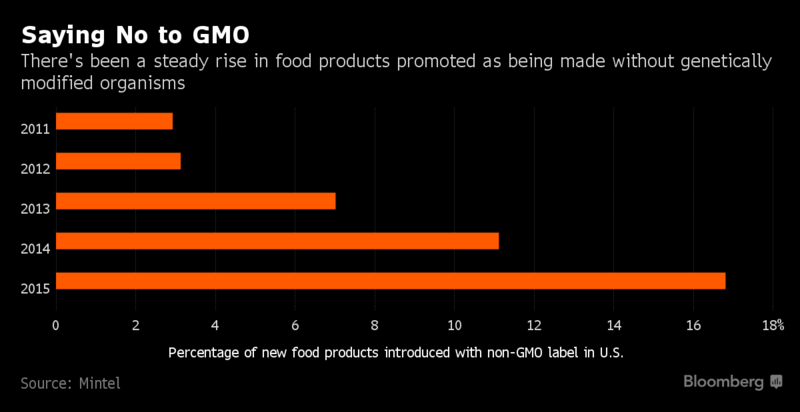 Saying No to GMO
There's been a steady rise in food products promoted as being made without genetically
modified organisms
2011
2012
2013
2014
2015
0 2 4 6 8 10 12 14 16 18%
Percentage of new food products introduced with non-GMO label in U.S.
Source: Mintel Bloomberg